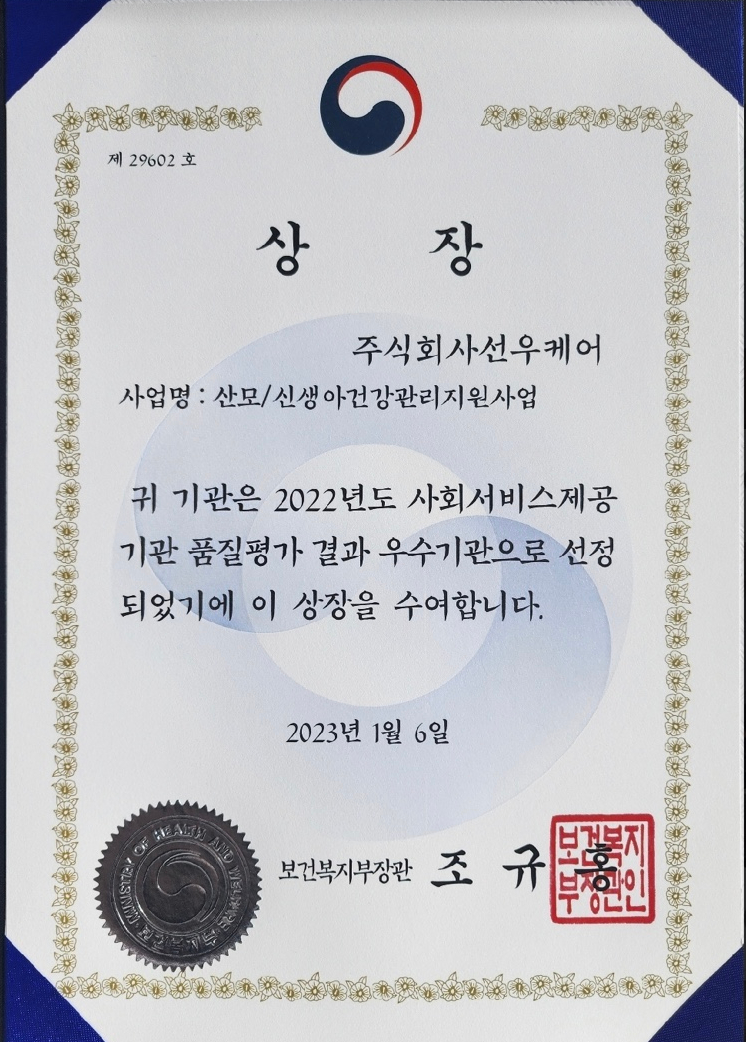 제 29602 호
상 장
주식회사선우케어
사업명 : 산모/신생아건강관리지원사업
귀 기관은 2022년도 사회서비스제공
기관 품질평가 결과 우수기관으로 선정
되었기에 이 상장을 수여합니다.
2023년 1월 6일
보건복지부장관 조 규 홍
보건복지
부장관인
MINISTRY OF HEALTH AND WELFARE